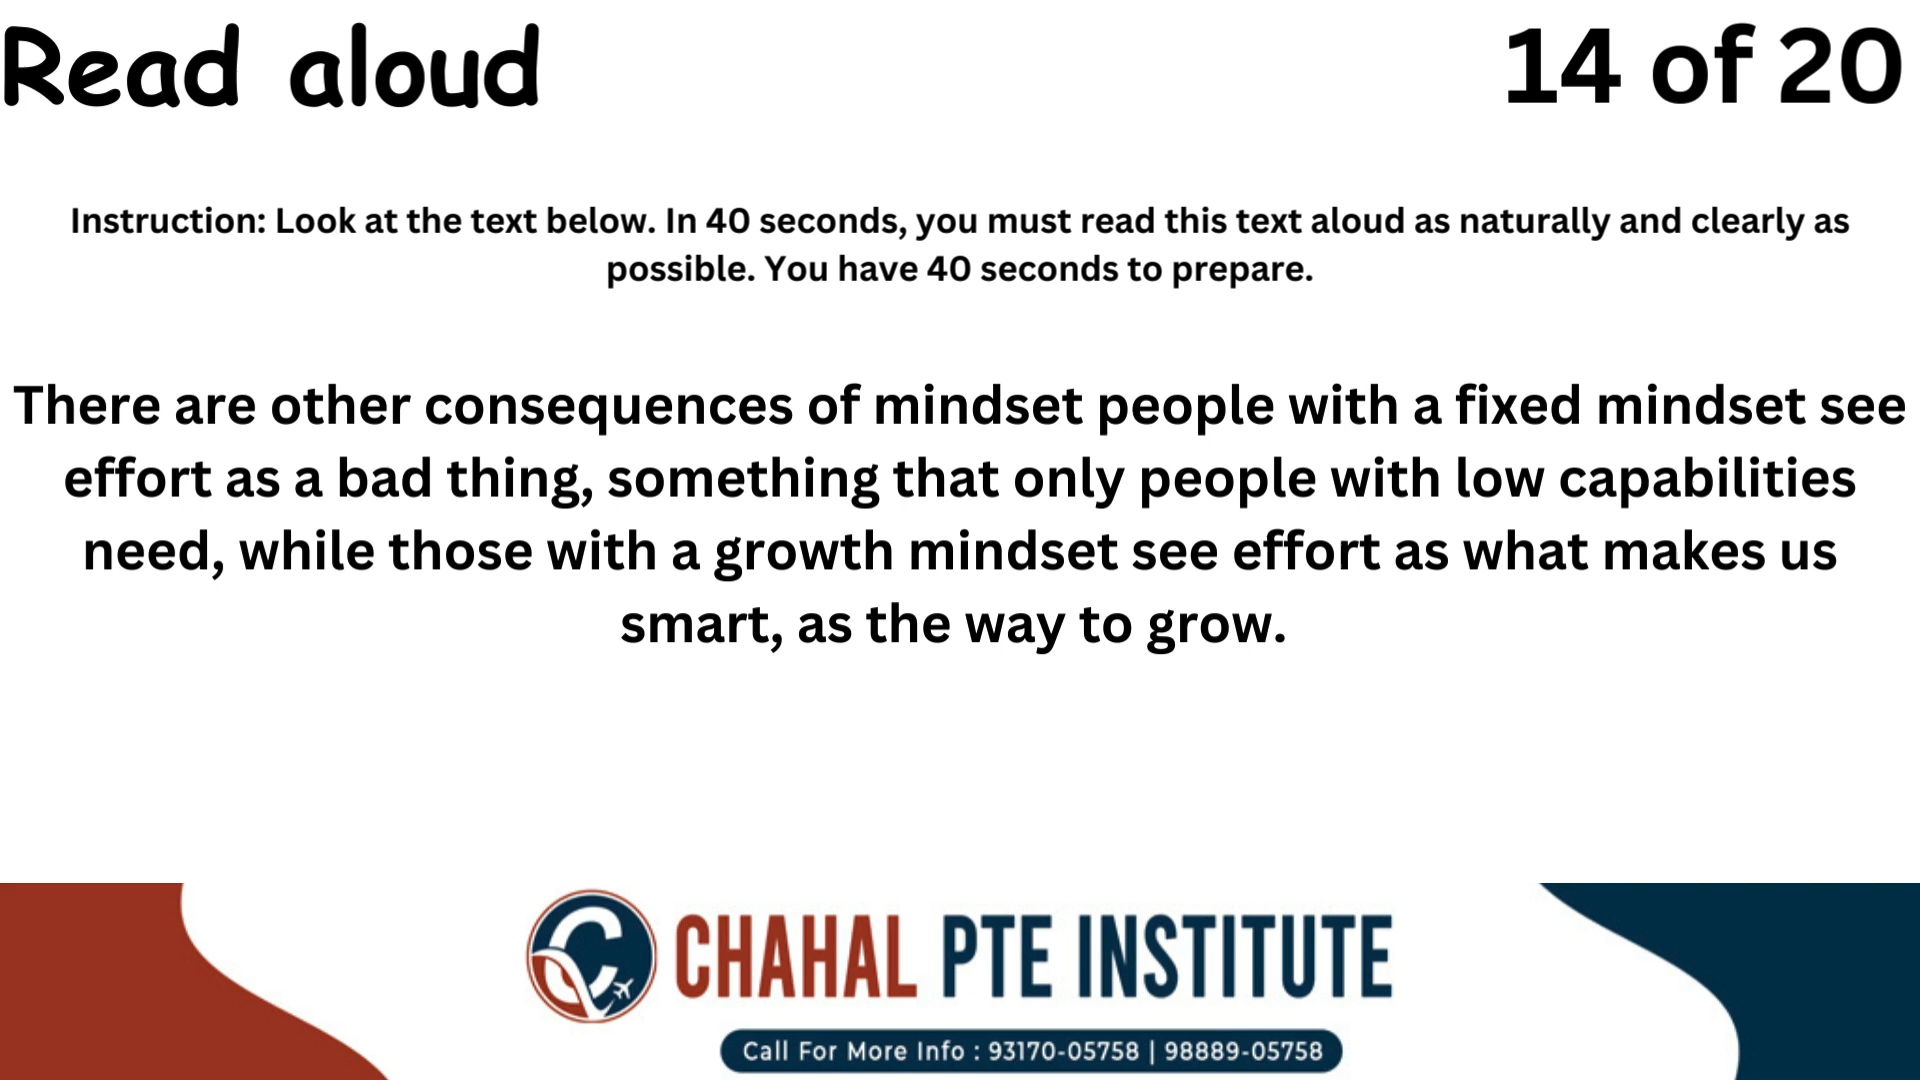 Read aloud
14 of 20
Instruction: Look at the text below. In 40 seconds, you must read this text aloud as naturally and clearly as
possible. You have 40 seconds to prepare.
There are other consequences of mindset people with a fixed mindset see
effort as a bad thing, something that only people with low capabilities
need, while those with a growth mindset see effort as what makes us
smart, as the way to grow.
CHAHAL PTE INSTITUTE
Call For More Info : 93170-05758 | 98889-05758